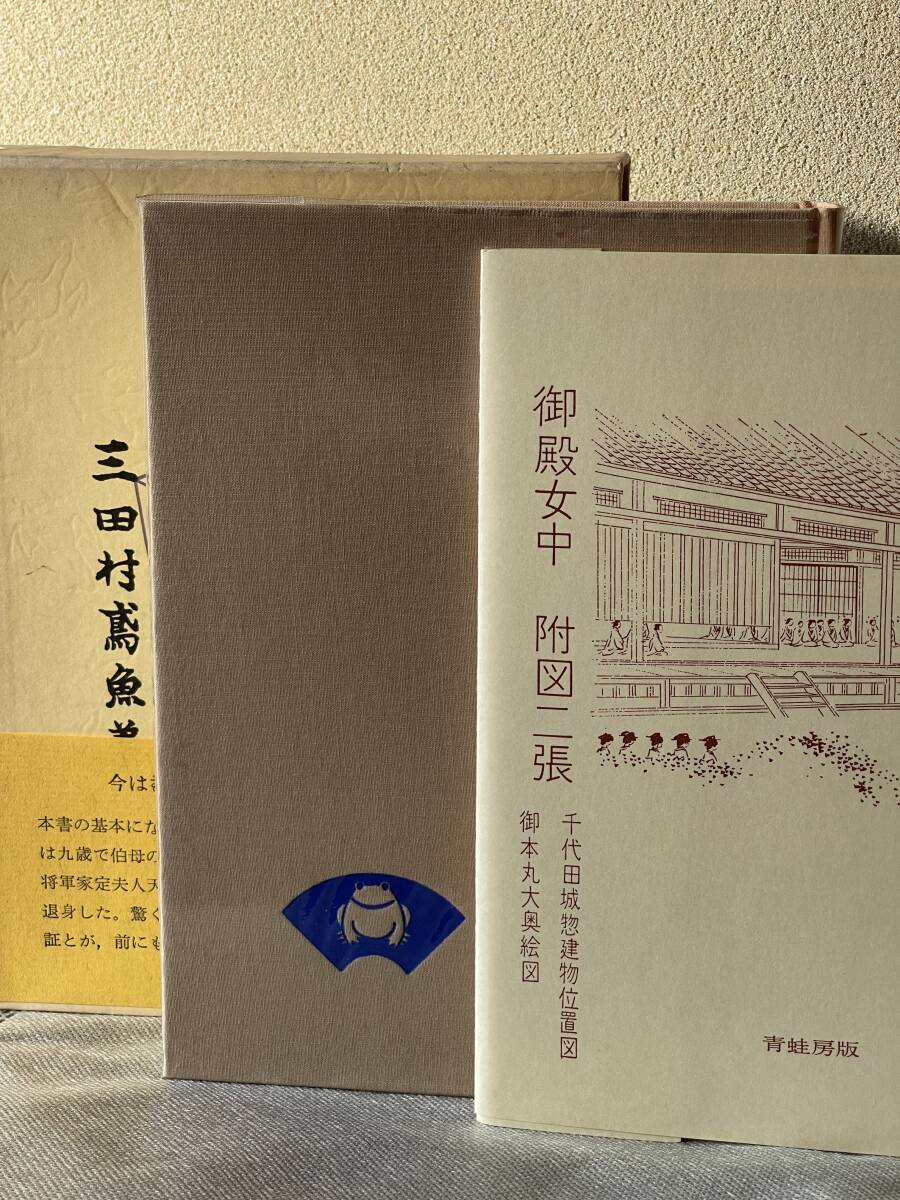 三田村鳶魚著
今はき
本書の基本にな
は九歳で伯母の
将軍家定夫人天
退身した。驚く
証とが，前にも
御殿女中 附図二張
千代田城惣建物位置図
御本丸大奥絵図
青蛙房版